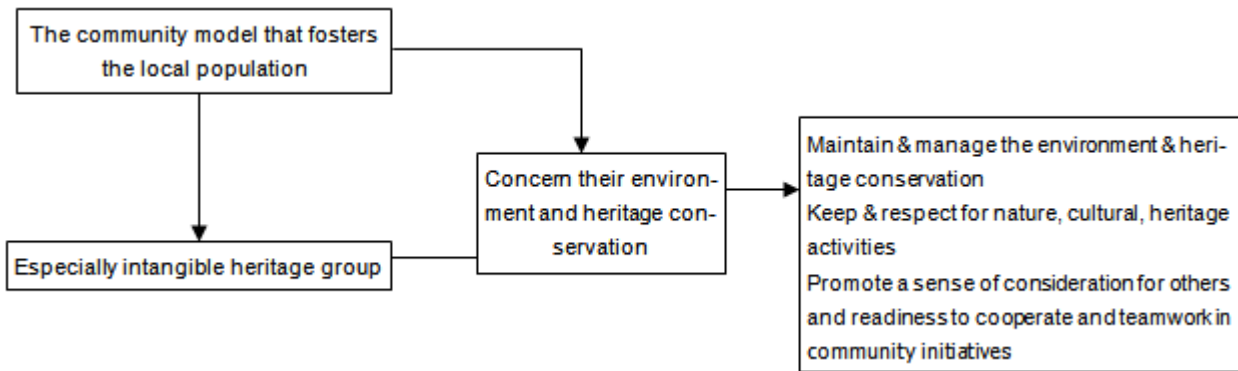 The community model that fosters
the local population
Especially intangible heritage group
Concern their environ-
ment and heritage con-
servation
Maintain & manage the environment & heri-
tage conservation
Keep & respect for nature, cultural, heritage
activities
Promote a sense of consideration for others
and readiness to cooperate and teamwork in
community initiatives